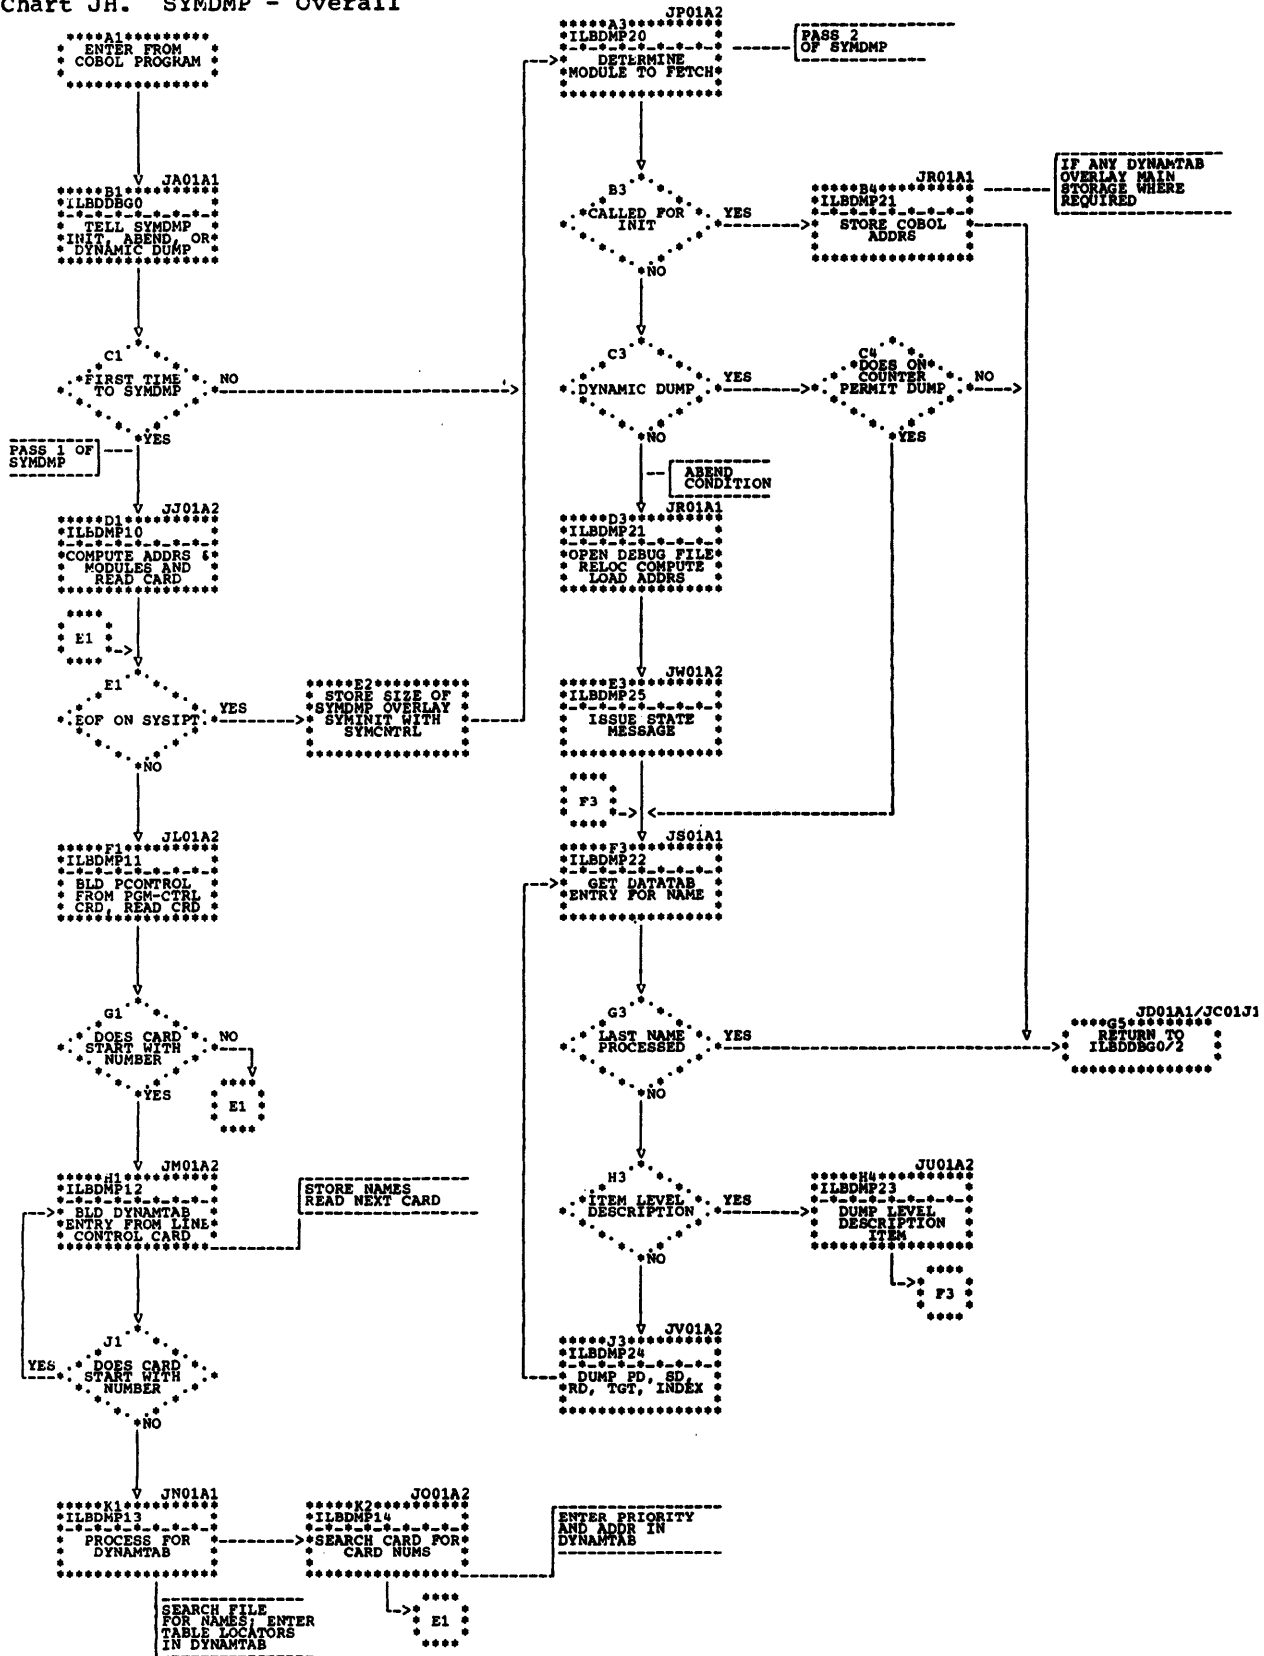 Chart JH. SYMDMP - Overall
A1
ENTER FROM
COBOL PROGRAM
JA01A1
B1
ILBDDBG0
TELL SYMDMP
INIT, ABEND, OR
DYNAMIC DUMP
C1
FIRST TIME
TO SYMDMP
NO
YES
PASS 1 OF
SYMDMP
JJ01A2
D1
ILBDMP10
COMPUTE ADDRS &
MODULES AND
READ CARD
E1
E1
EOF ON SYSIPT
YES
NO
E2
STORE SIZE OF
SYMDMP OVERLAY
SYMINIT WITH
SYMCNTRL
JL01A2
F1
ILBDMP11
BLD PCONTROL
FROM PGM-CTRL
CRD, READ CRD
G1
DOES CARD
START WITH
NUMBER
NO
YES
E1
JM01A2
H1
ILBDMP12
BLD DYNAMTAB
ENTRY FROM LINE
CONTROL CARD
STORE NAMES
READ NEXT CARD
J1
YES
DOES CARD
START WITH
NUMBER
NO
JN01A1
K1
ILBDMP13
PROCESS FOR
DYNAMTAB
SEARCH FILE
FOR NAMES; ENTER
TABLE LOCATORS
IN DYNAMTAB
JO01A2
K2
ILBDMP14
SEARCH CARD FOR
CARD NUMS
ENTER PRIORITY
AND ADDR IN
DYNAMTAB
E1
JP01A2
A3
ILBDMP20
DETERMINE
MODULE TO FETCH
PASS 2
OF SYMDMP
B3
CALLED FOR
INIT
YES
NO
JR01A1
B4
ILBDMP21
STORE COBOL
ADDRS
IF ANY DYNAMTAB
OVERLAY MAIN
STORAGE WHERE
REQUIRED
C3
DYNAMIC DUMP
YES
NO
C4
DOES ON
COUNTER
PERMIT DUMP
NO
YES
ABEND
CONDITION
JR01A1
D3
ILBDMP21
OPEN DEBUG FILE
RELOC COMPUTE
LOAD ADDRS
JW01A2
E3
ILBDMP25
ISSUE STATE
MESSAGE
F3
JS01A1
F3
ILBDMP22
GET DATATAB
ENTRY FOR NAME
G3
LAST NAME
PROCESSED
YES
NO
JD01A1/JC01J1
G5
RETURN TO
ILBDDBG0/2
H3
ITEM LEVEL
DESCRIPTION
YES
NO
JU01A2
H4
ILBDMP23
DUMP LEVEL
DESCRIPTION
ITEM
F3
JV01A2
J3
ILBDMP24
DUMP FD, SD,
RD, TGT, INDEX